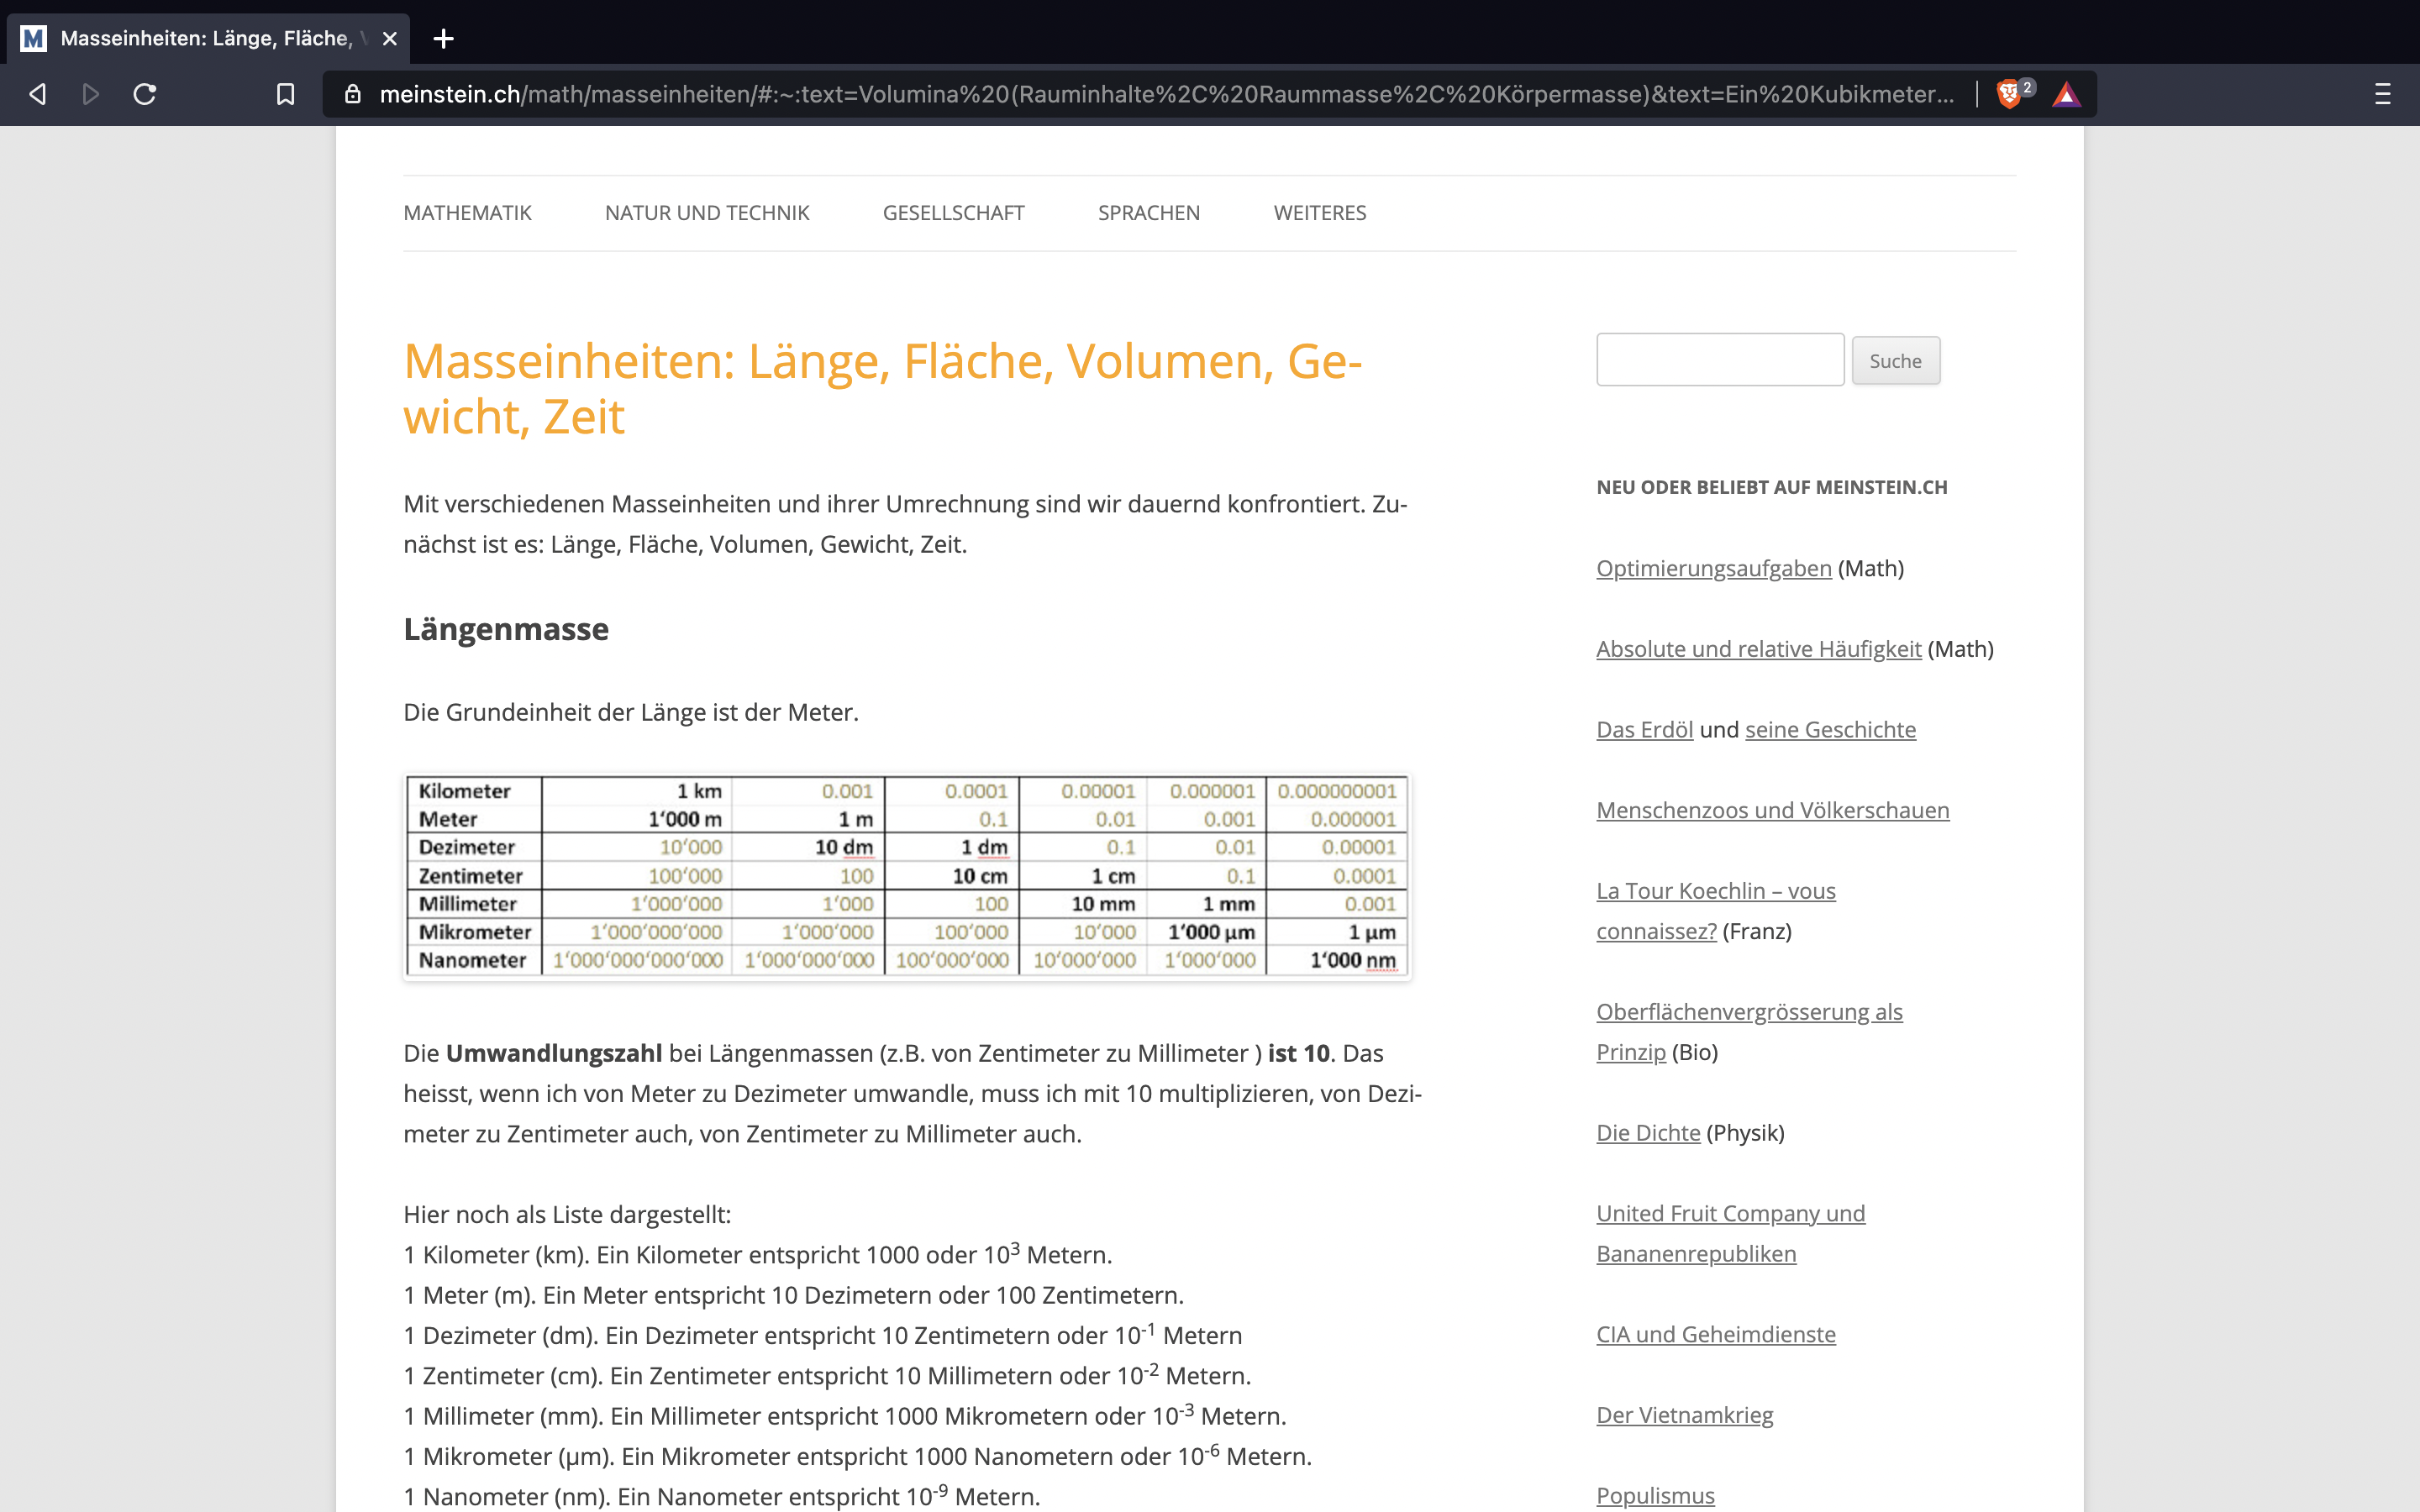 Masseinheiten: Länge, Fläche,
meinstein.ch/math/masseinheiten/#:~:text=Volumina%20(Rauminhalte%2C%20Raummasse%2C%20Körpermasse)&text=Ein%20Kubikmeter...
2
MATHEMATIK NATUR UND TECHNIK GESELLSCHAFT SPRACHEN WEITERES
Masseinheiten: Länge, Fläche, Volumen, Ge-
wicht, Zeit
Mit verschiedenen Masseinheiten und ihrer Umrechnung sind wir dauernd konfrontiert. Zu-
nächst ist es: Länge, Fläche, Volumen, Gewicht, Zeit.
Längenmasse
Die Grundeinheit der Länge ist der Meter.
Kilometer 1 km 0.001 0.0001 0.00001 0.000001 0.000000001
Meter 1'000 m 1 m 0.1 0.01 0.001 0.000001
Dezimeter 10'000 10 dm 1 dm 0.1 0.01 0.00001
Zentimeter 100'000 100 10 cm 1 cm 0.1 0.0001
Millimeter 1'000'000 1'000 100 10 mm 1 mm 0.001
Mikrometer 1'000'000'000 1'000'000 100'000 10'000 1'000 µm 1 µm
Nanometer 1'000'000'000'000 1'000'000'000 100'000'000 10'000'000 1'000'000 1'000 nm
Die Umwandlungszahl bei Längenmassen (z.B. von Zentimeter zu Millimeter ) ist 10. Das
heisst, wenn ich von Meter zu Dezimeter umwandle, muss ich mit 10 multiplizieren, von Dezi-
meter zu Zentimeter auch, von Zentimeter zu Millimeter auch.
Hier noch als Liste dargestellt:
1 Kilometer (km). Ein Kilometer entspricht 1000 oder 10³ Metern.
1 Meter (m). Ein Meter entspricht 10 Dezimetern oder 100 Zentimetern.
1 Dezimeter (dm). Ein Dezimeter entspricht 10 Zentimetern oder 10⁻¹ Metern
1 Zentimeter (cm). Ein Zentimeter entspricht 10 Millimetern oder 10⁻² Metern.
1 Millimeter (mm). Ein Millimeter entspricht 1000 Mikrometern oder 10⁻³ Metern.
1 Mikrometer (µm). Ein Mikrometer entspricht 1000 Nanometern oder 10⁻⁶ Metern.
1 Nanometer (nm). Ein Nanometer entspricht 10⁻⁹ Metern.
Suche
NEU ODER BELIEBT AUF MEINSTEIN.CH
Optimierungsaufgaben (Math)
Absolute und relative Häufigkeit (Math)
Das Erdöl und seine Geschichte
Menschenzoos und Völkerschauen
La Tour Koechlin – vous
connaissez? (Franz)
Oberflächenvergrösserung als
Prinzip (Bio)
Die Dichte (Physik)
United Fruit Company und
Bananenrepubliken
CIA und Geheimdienste
Der Vietnamkrieg
Populismus